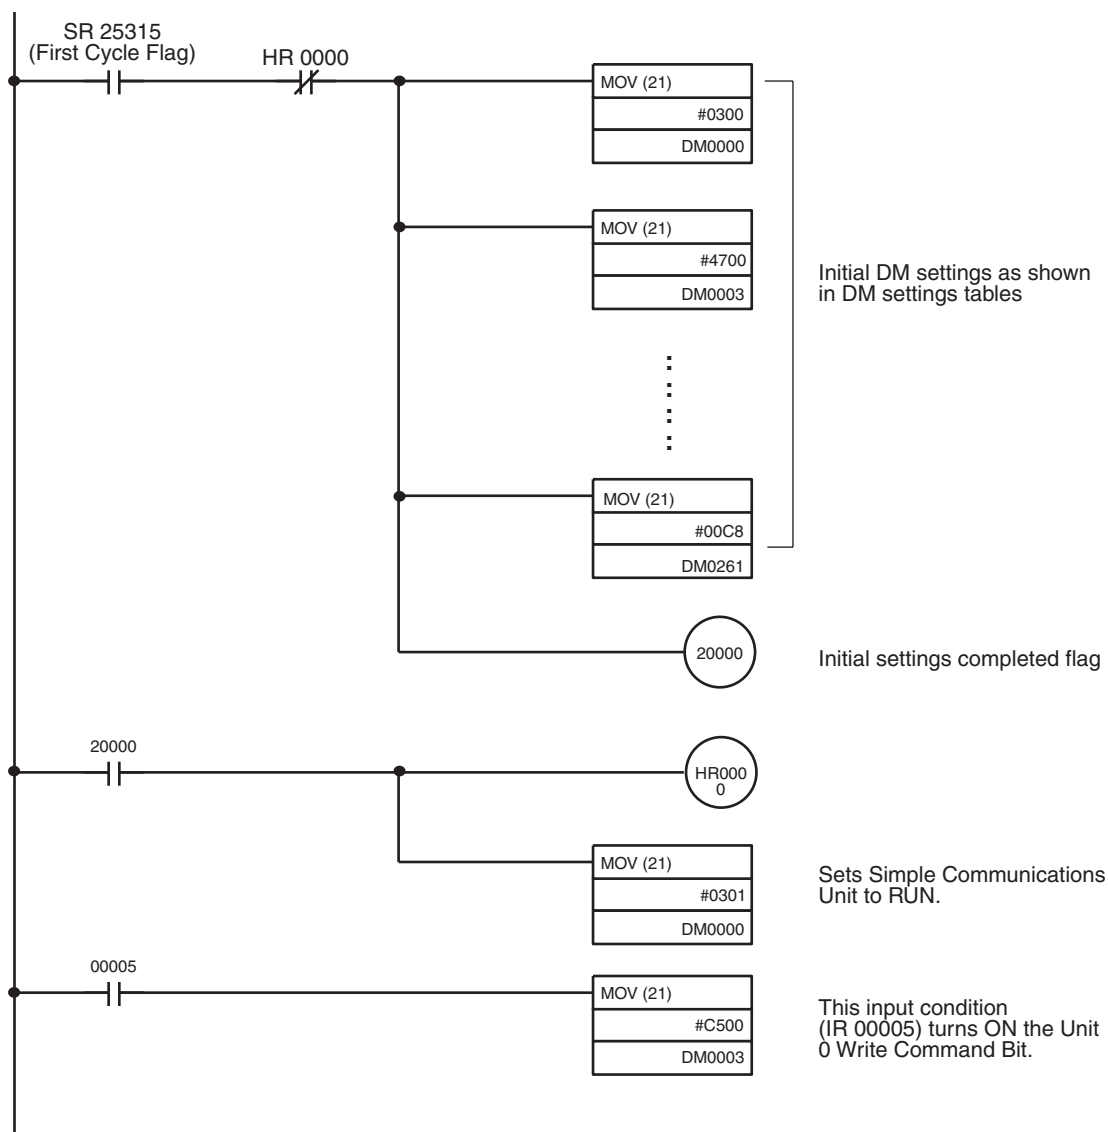 SR 25315
(First Cycle Flag)
HR 0000
MOV (21)
#0300
DM0000
MOV (21)
#4700
DM0003
Initial DM settings as shown
in DM settings tables
MOV (21)
#00C8
DM0261
20000
Initial settings completed flag
20000
HR000
0
MOV (21)
#0301
DM0000
Sets Simple Communications
Unit to RUN.
00005
MOV (21)
#C500
DM0003
This input condition
(IR 00005) turns ON the Unit
0 Write Command Bit.